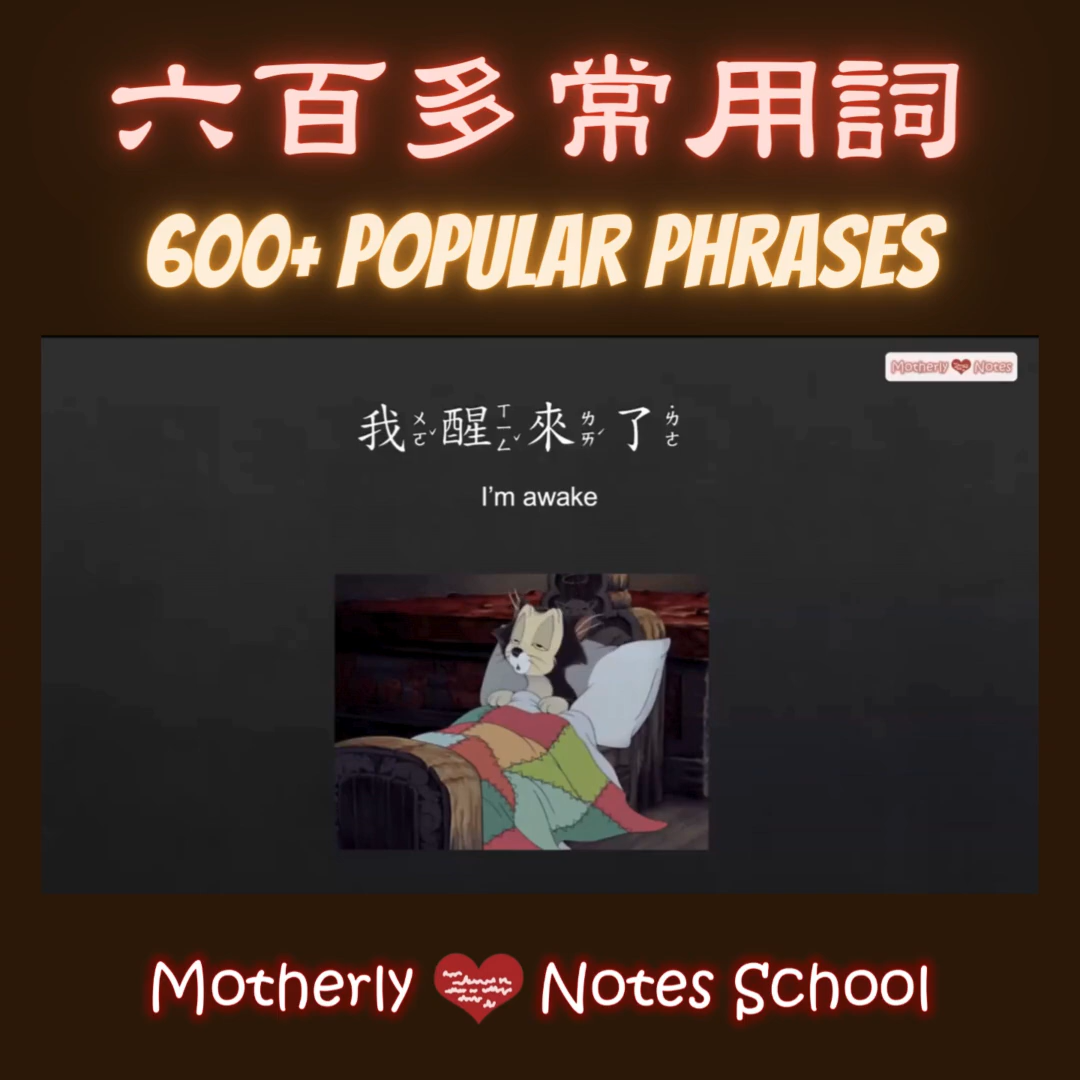 六百多常用詞
600+ POPULAR PHRASES
Motherly Notes
我ㄨㄛˇ醒ㄒㄧㄥˇ來ㄌㄞˊ了˙ㄌㄜ
I'm awake
Motherly Notes School